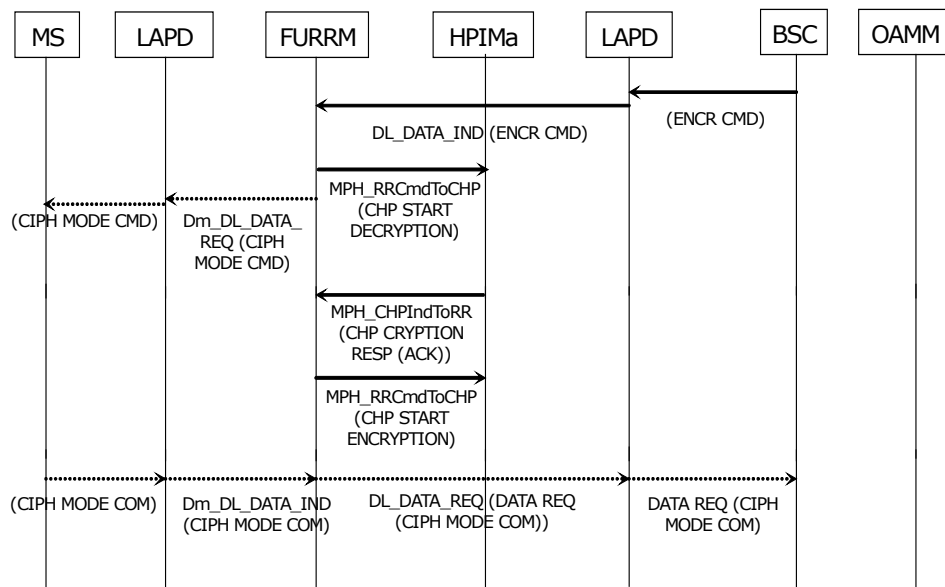 MS LAPD FURRM HPIMa LAPD BSC OAMM
DL_DATA_IND (ENCR CMD)
(ENCR CMD)
MPH_RRCmdToCHP
(CHP START
DECRYPTION)
(CIPH MODE CMD)
Dm_DL_DATA_
REQ (CIPH
MODE CMD)
MPH_CHPIndToRR
(CHP CRYPTION
RESP (ACK))
MPH_RRCmdToCHP
(CHP START
ENCRYPTION)
(CIPH MODE COM)
Dm_DL_DATA_IND
(CIPH MODE COM)
DL_DATA_REQ (DATA REQ
(CIPH MODE COM))
DATA REQ (CIPH
MODE COM)